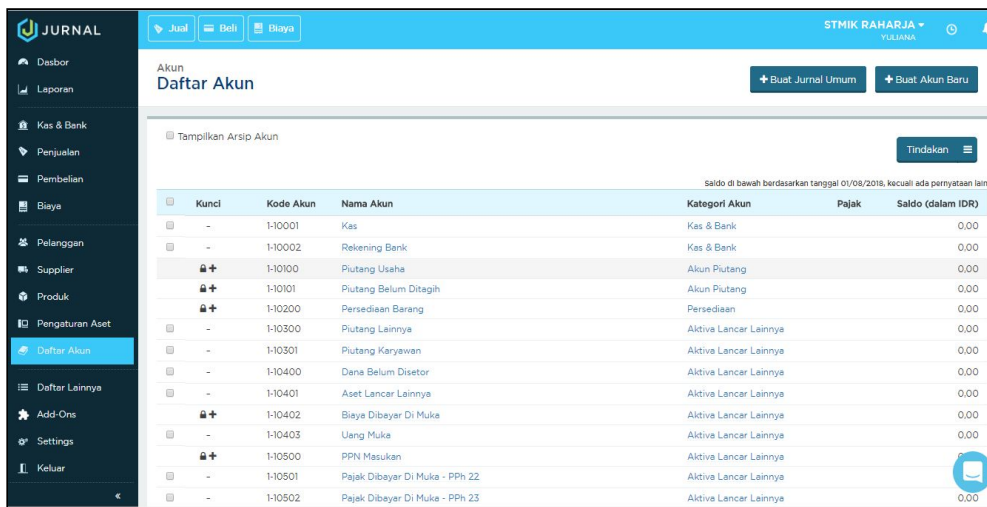 JURNAL
Jual Beli Biaya
STMIK RAHARJA
YULIANA
Dasbor
Laporan
Kas & Bank
Penjualan
Pembelian
Biaya
Pelanggan
Supplier
Produk
Pengaturan Aset
Daftar Akun
Daftar Lainnya
Add-Ons
Settings
Keluar
«
Akun
Daftar Akun
+ Buat Jurnal Umum + Buat Akun Baru
Tampilkan Arsip Akun
Tindakan
Saldo di bawah berdasarkan tanggal 01/08/2018, kecuali ada pernyataan lain
Kunci Kode Akun Nama Akun Kategori Akun Pajak Saldo (dalam IDR)
- 1-10001 Kas Kas & Bank 0,00
- 1-10002 Rekening Bank Kas & Bank 0,00
+ 1-10100 Piutang Usaha Akun Piutang 0,00
+ 1-10101 Piutang Belum Ditagih Akun Piutang 0,00
+ 1-10200 Persediaan Barang Persediaan 0,00
- 1-10300 Piutang Lainnya Aktiva Lancar Lainnya 0,00
- 1-10301 Piutang Karyawan Aktiva Lancar Lainnya 0,00
- 1-10400 Dana Belum Disetor Aktiva Lancar Lainnya 0,00
- 1-10401 Aset Lancar Lainnya Aktiva Lancar Lainnya 0,00
+ 1-10402 Biaya Dibayar Di Muka Aktiva Lancar Lainnya 0,00
- 1-10403 Uang Muka Aktiva Lancar Lainnya 0,00
+ 1-10500 PPN Masukan Aktiva Lancar Lainnya
- 1-10501 Pajak Dibayar Di Muka - PPh 22 Aktiva Lancar Lainnya
- 1-10502 Pajak Dibayar Di Muka - PPh 23 Aktiva Lancar Lainnya 0,00